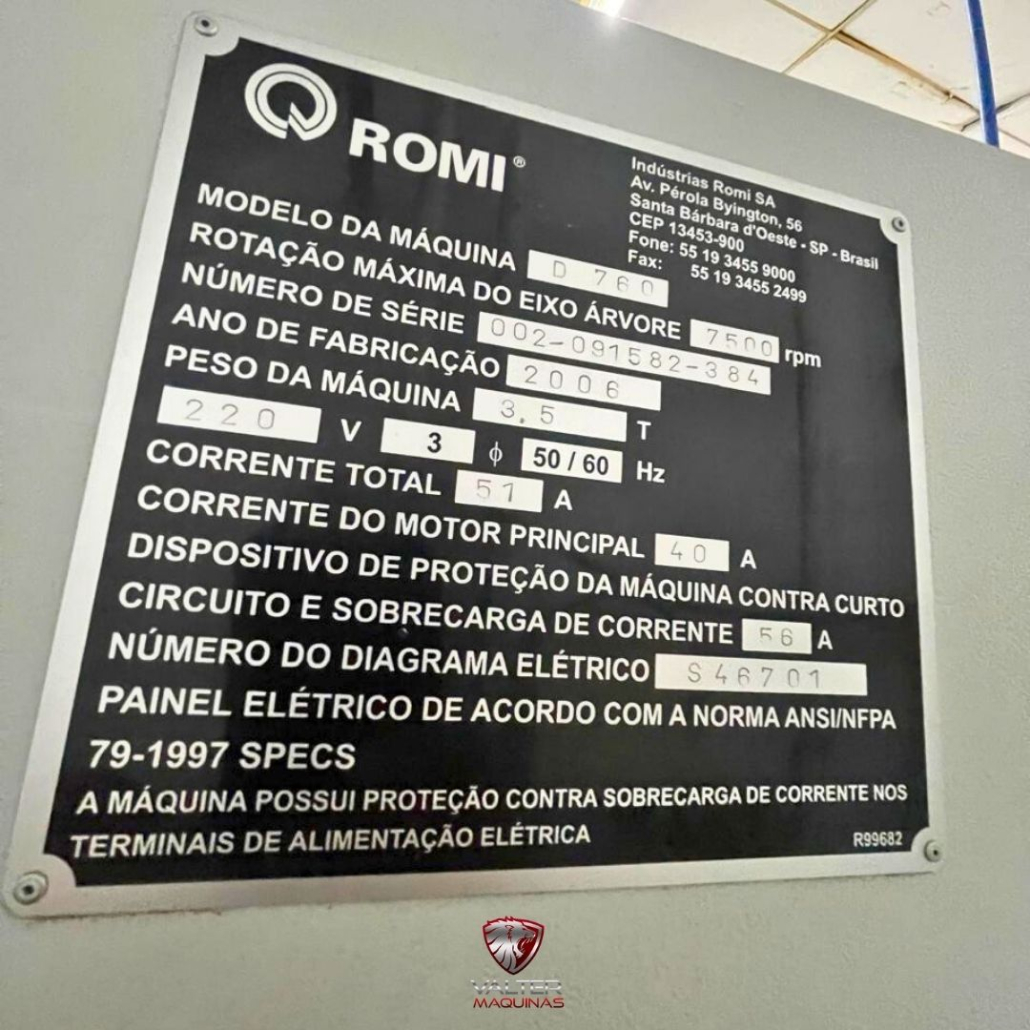 ROMI®
Indústrias Romi SA
Av. Pérola Byington, 56
Santa Bárbara d'Oeste - SP - Brasil
CEP 13453-900
Fone: 55 19 3455 9000
Fax: 55 19 3455 2499
MODELO DA MÁQUINA D 760
ROTAÇÃO MÁXIMA DO EIXO ÁRVORE 7500 rpm
NÚMERO DE SÉRIE 002-091582-384
ANO DE FABRICAÇÃO 2006
PESO DA MÁQUINA 3,5 T
220 V 3 ϕ 50 / 60 Hz
CORRENTE TOTAL 51 A
CORRENTE DO MOTOR PRINCIPAL 40 A
DISPOSITIVO DE PROTEÇÃO DA MÁQUINA CONTRA CURTO
CIRCUITO E SOBRECARGA DE CORRENTE 56 A
NÚMERO DO DIAGRAMA ELÉTRICO S46701
PAINEL ELÉTRICO DE ACORDO COM A NORMA ANSI/NFPA
79-1997 SPECS
A MÁQUINA POSSUI PROTEÇÃO CONTRA SOBRECARGA DE CORRENTE NOS
TERMINAIS DE ALIMENTAÇÃO ELÉTRICA
R99682
VALTER
MAQUINAS